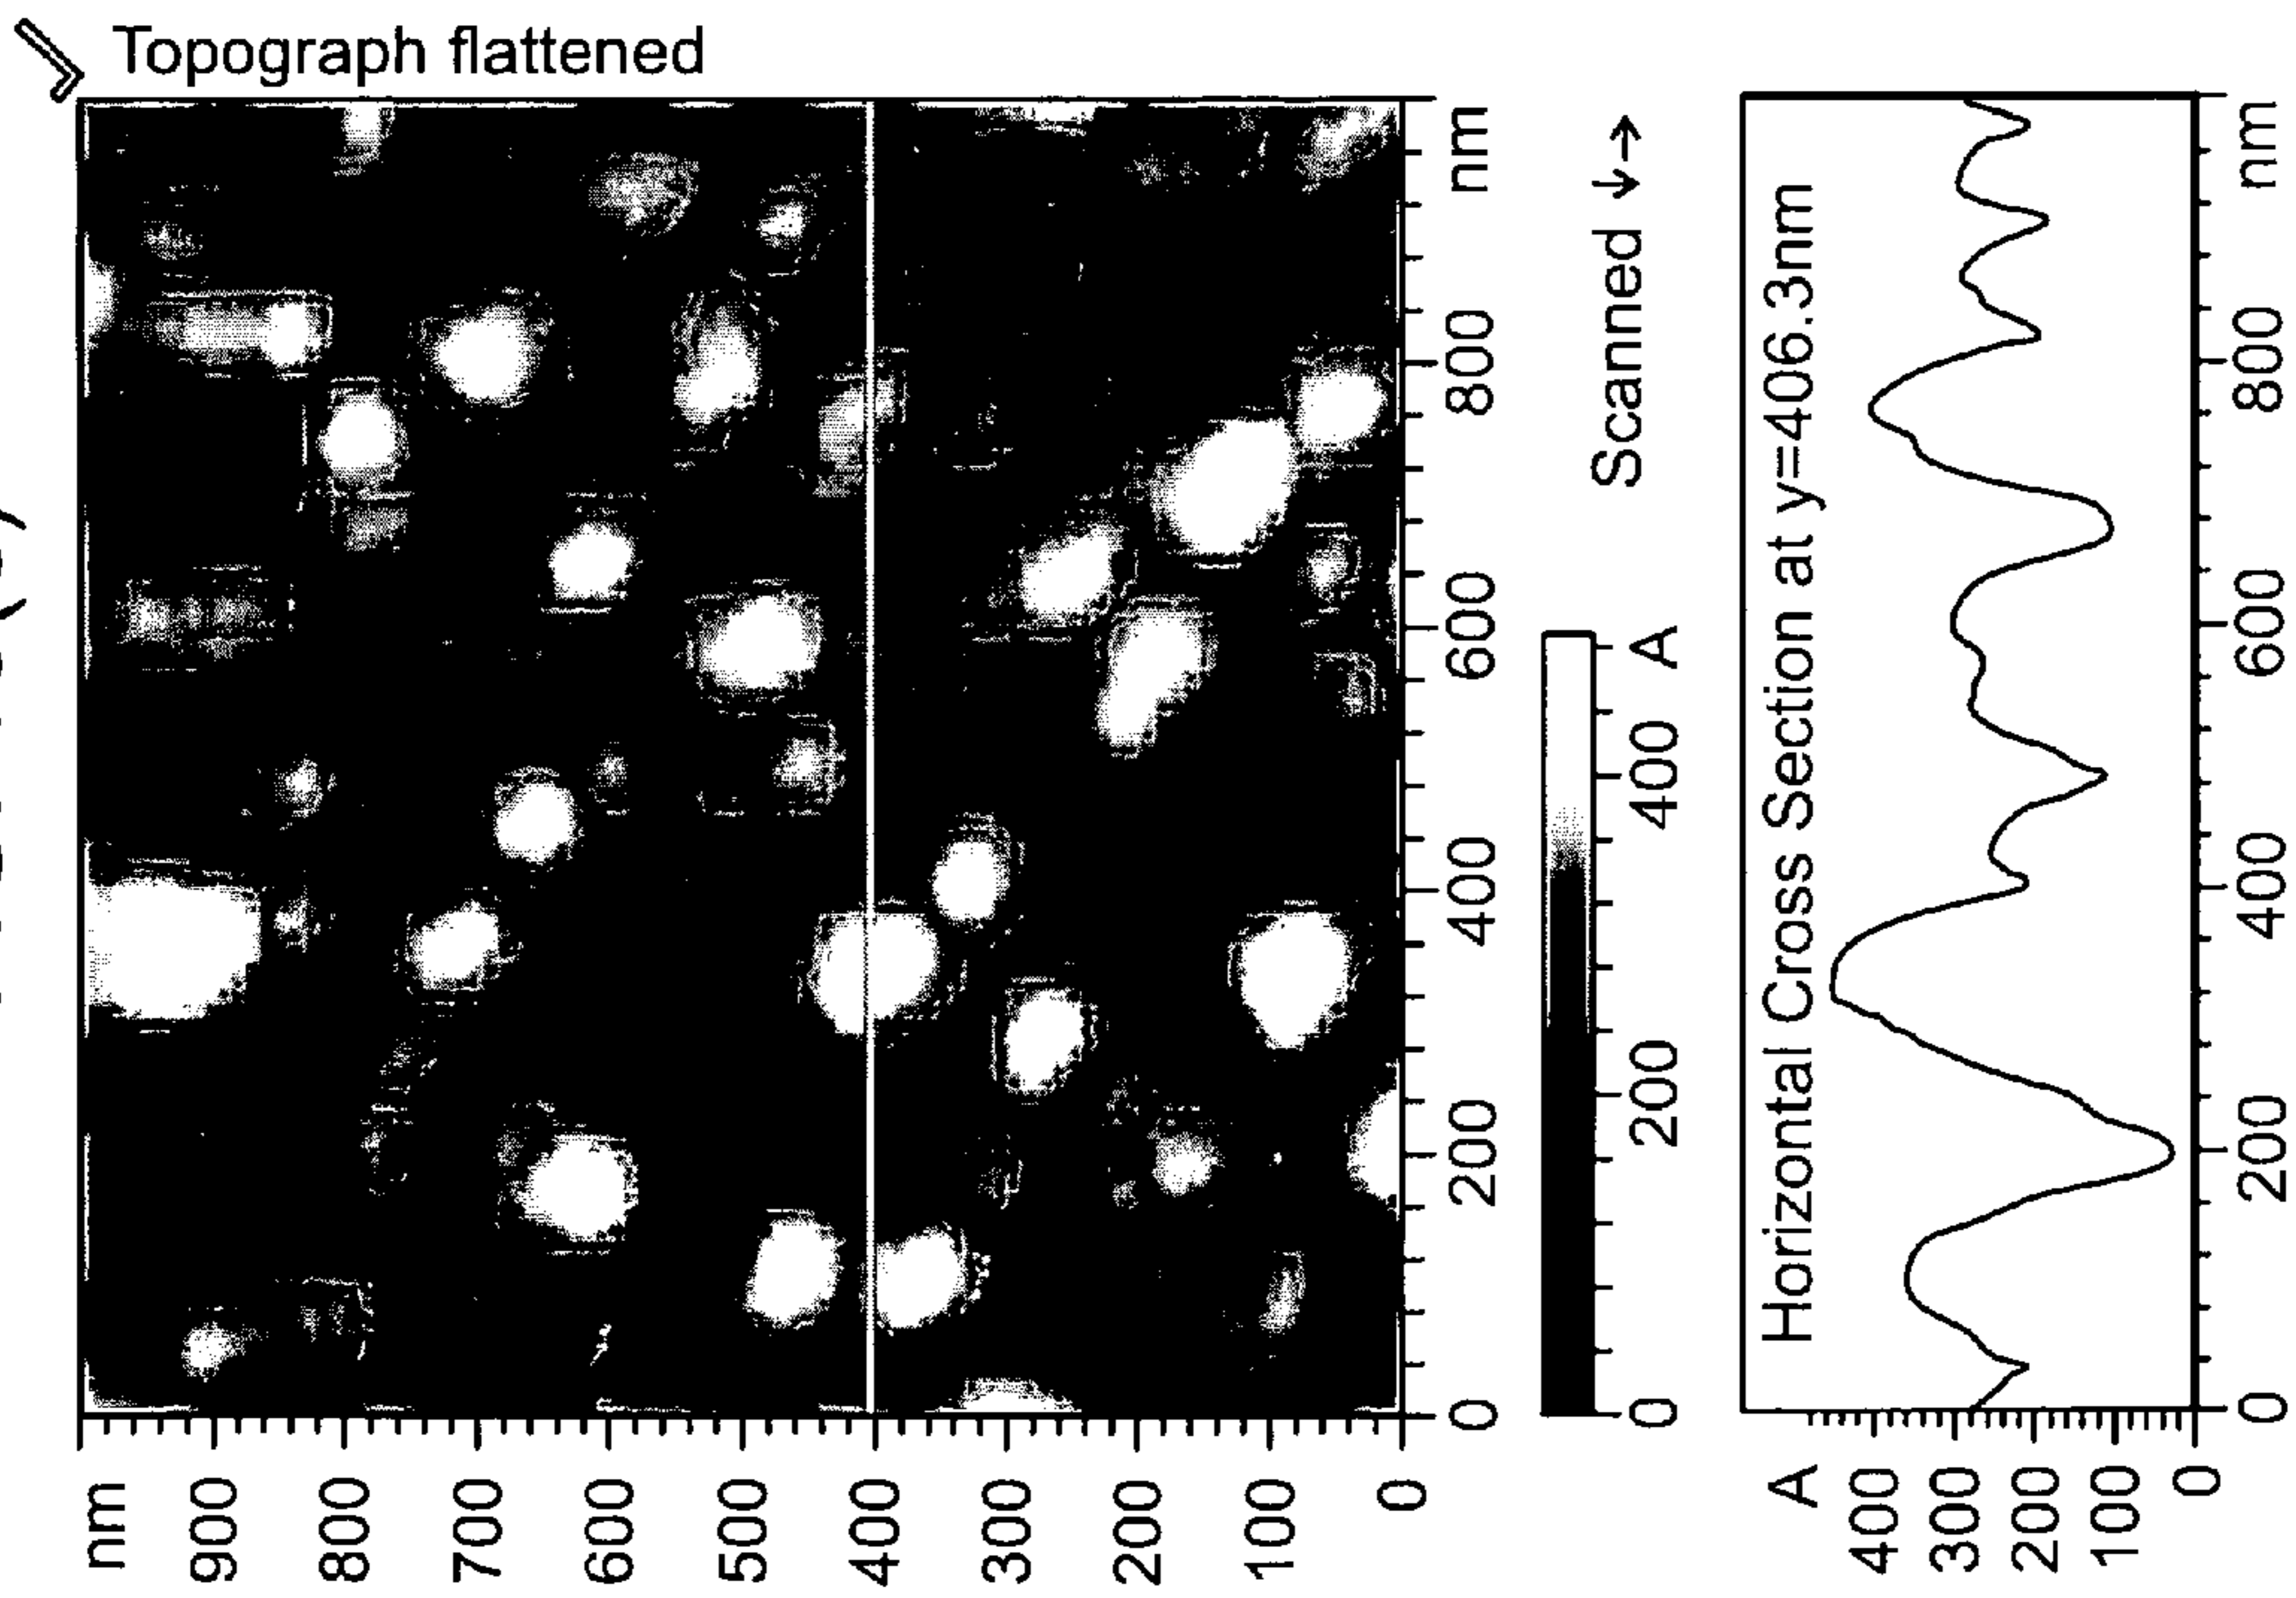 Topograph flattened
nm
900
800
700
600
500
400
300
200
100
0
0 200 400 600 800 nm
0 200 400 A
Scanned ↓→
Horizontal Cross Section at y=406.3nm
A
400
300
200
100
0
0 200 400 600 800 nm